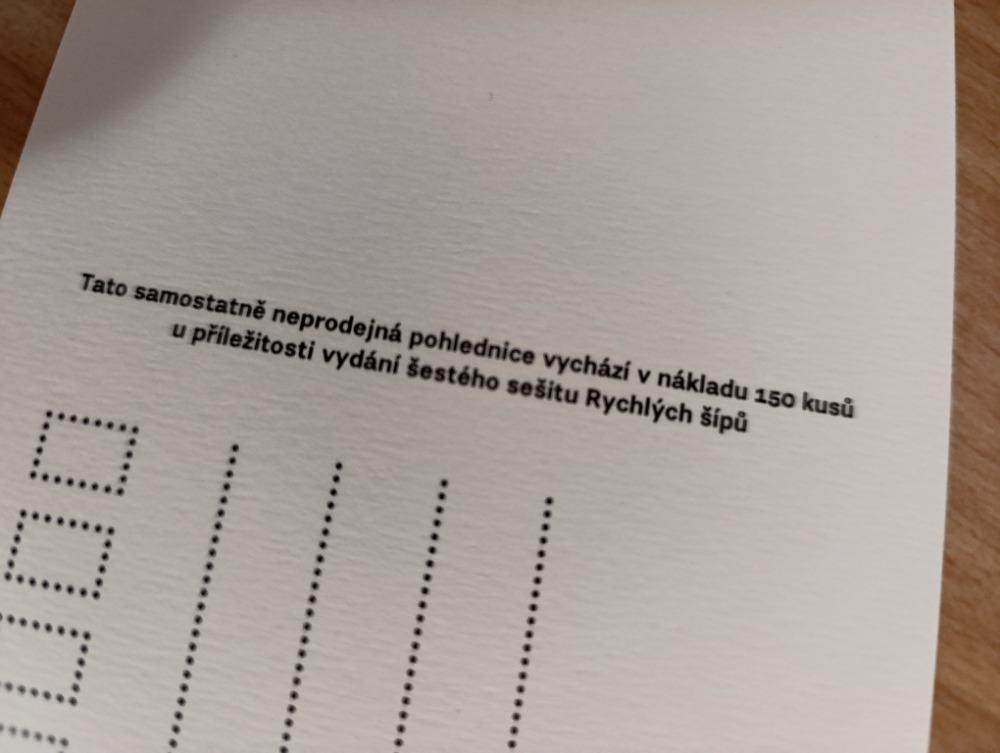 Tato samostatně neprodejná pohlednice vychází v nákladu 150 kusů
u příležitosti vydání šestého sešitu Rychlých šípů